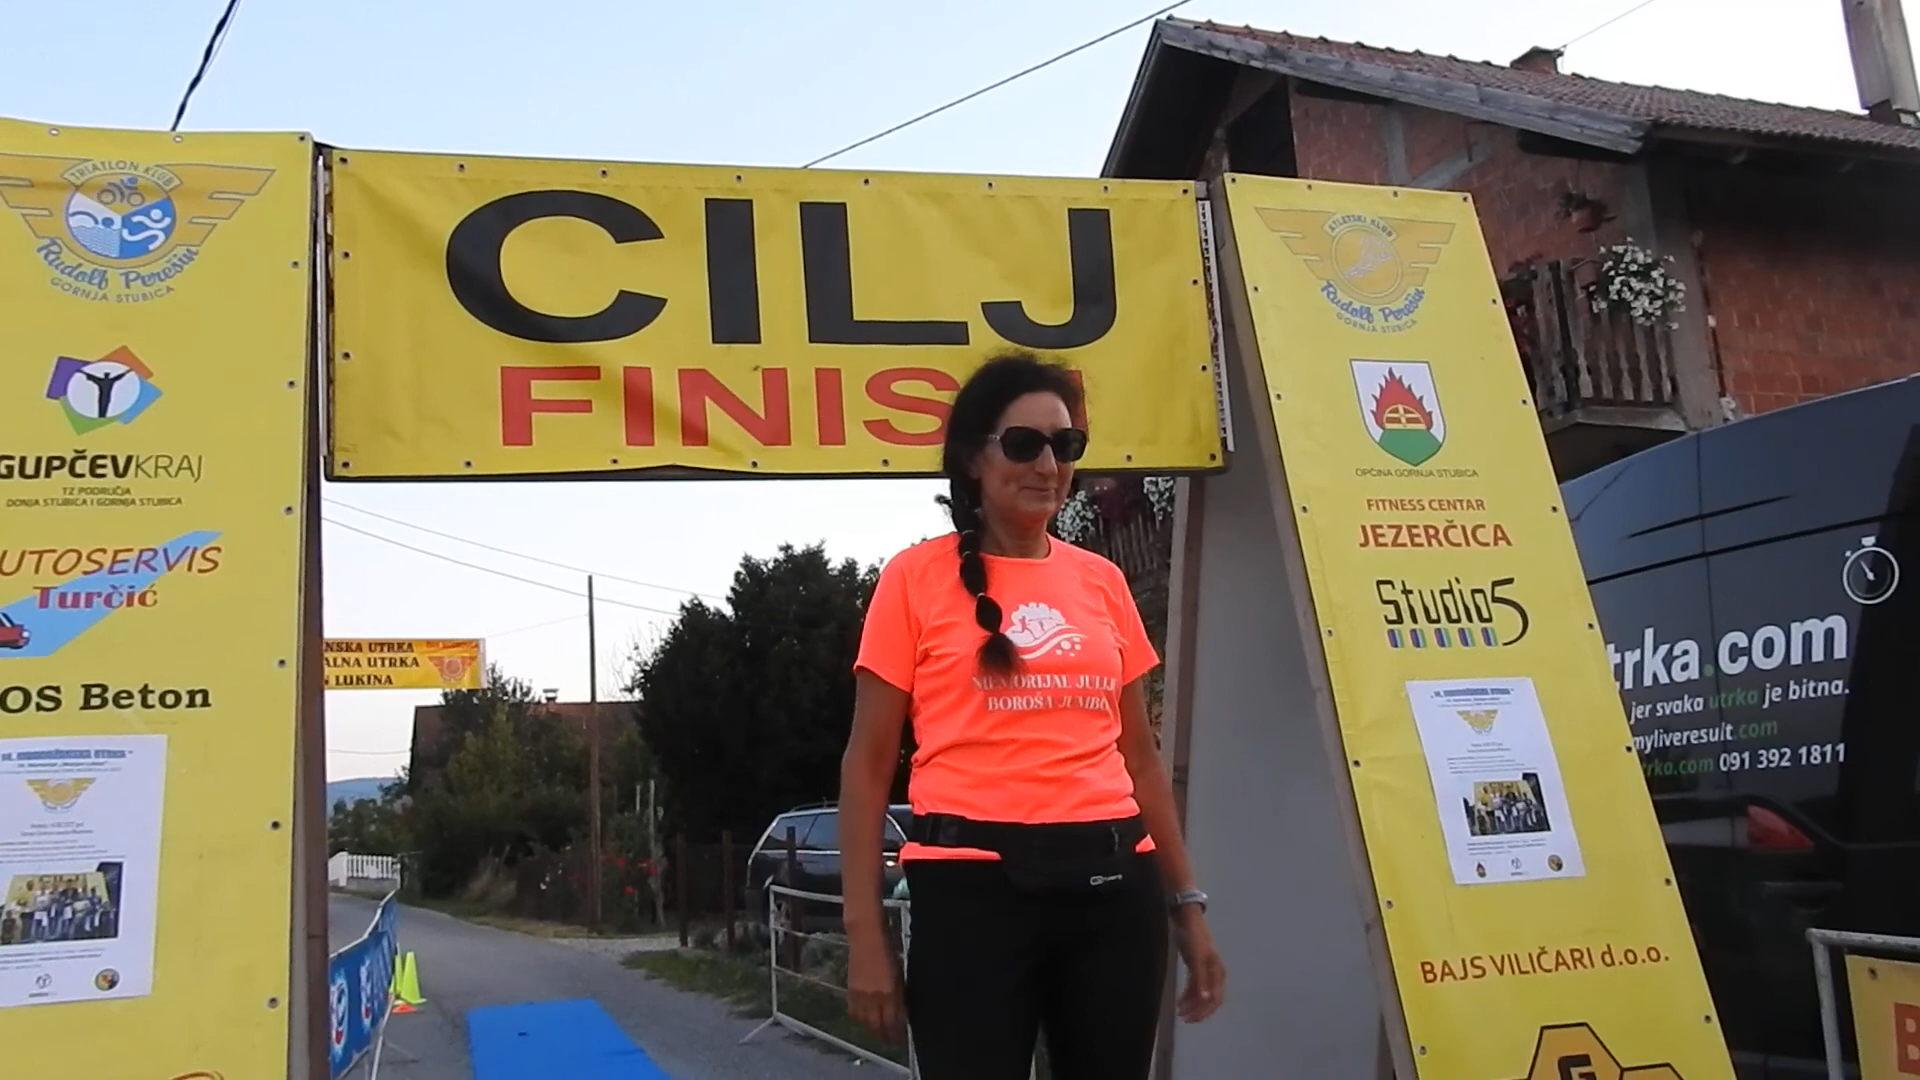 TRIATLON KLUB
Rudolf Perešin
GORNJA STUBICA
GUPČEVKRAJ
TZ PODRUČJA
DONJA STUBICA I GORNJA STUBICA
UTOSERVIS
Turčić
OS Beton
CILJ
FINIS
NSKA UTRKA
ALNA UTRKA
N LUKINA
MEMORIJAL JULIJ
BOROŠA JUMBO
ATLETSKI KLUB
Rudolf Perešin
GORNJA STUBICA
OPĆINA GORNJA STUBICA
FITNESS CENTAR
JEZERČICA
Studio5
BAJS VILIČARI d.o.o.
G
trka.com
jer svaka utrka je bitna.
myliveresult.com
rka.com 091 392 1811
B